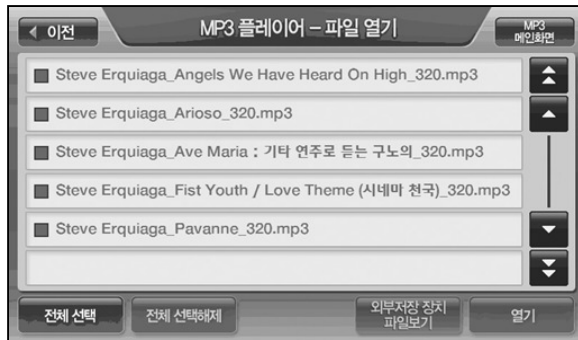 이전
MP3 플레이어 – 파일 열기
MP3
메인화면
Steve Erquiaga_Angels We Have Heard On High_320.mp3
Steve Erquiaga_Arioso_320.mp3
Steve Erquiaga_Ave Maria : 기타 연주로 듣는 구노의_320.mp3
Steve Erquiaga_Fist Youth / Love Theme (시네마 천국)_320.mp3
Steve Erquiaga_Pavanne_320.mp3
전체 선택
전체 선택해제
외부저장 장치
파일보기
열기